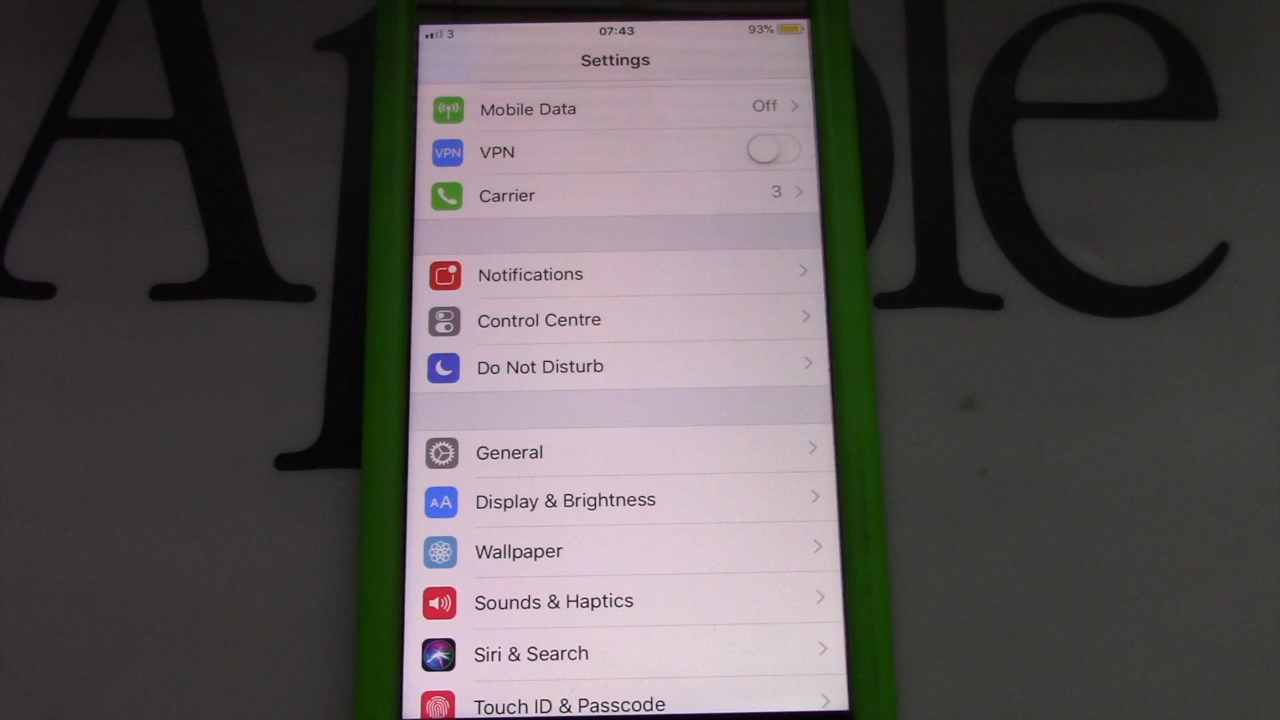 Apple
3 07:43 93%
Settings
Mobile Data Off
VPN VPN
Carrier 3
Notifications
Control Centre
Do Not Disturb
General
AA Display & Brightness
Wallpaper
Sounds & Haptics
Siri & Search
Touch ID & Passcode